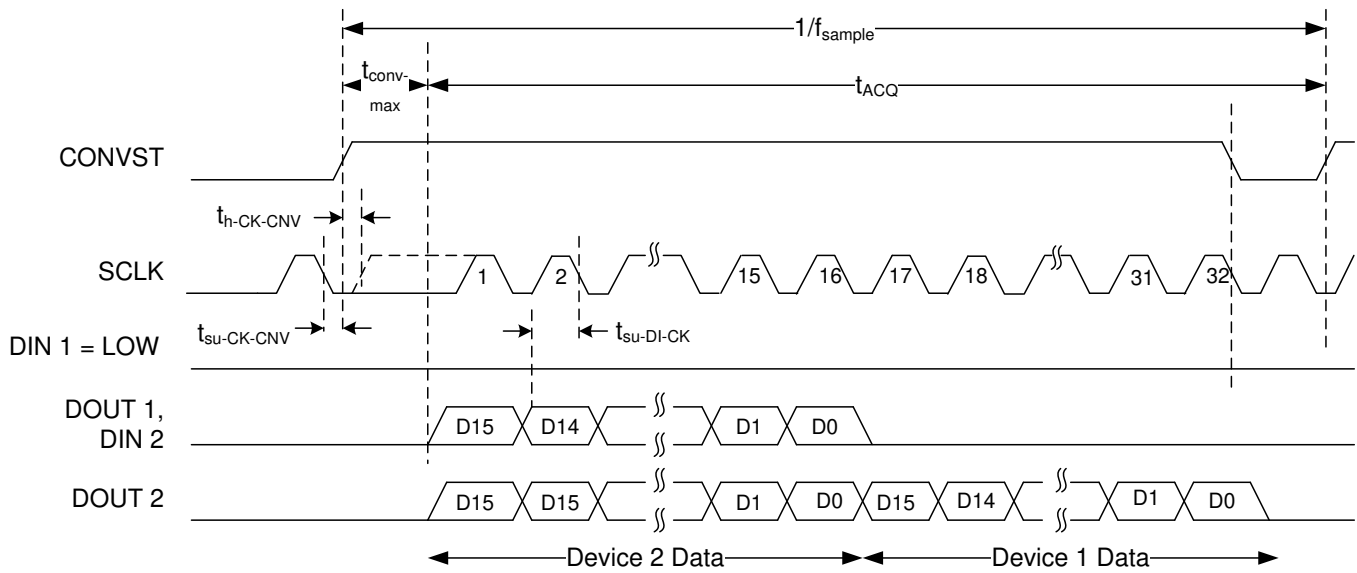 1/fsample
tconv-max
tACQ
CONVST
th-CK-CNV
SCLK
1 2 15 16 17 18 31 32
tsu-CK-CNV
tsu-DI-CK
DIN 1 = LOW
DOUT 1,
DIN 2
D15 D14 D1 D0
DOUT 2
D15 D15 D1 D0 D15 D14 D1 D0
Device 2 Data
Device 1 Data